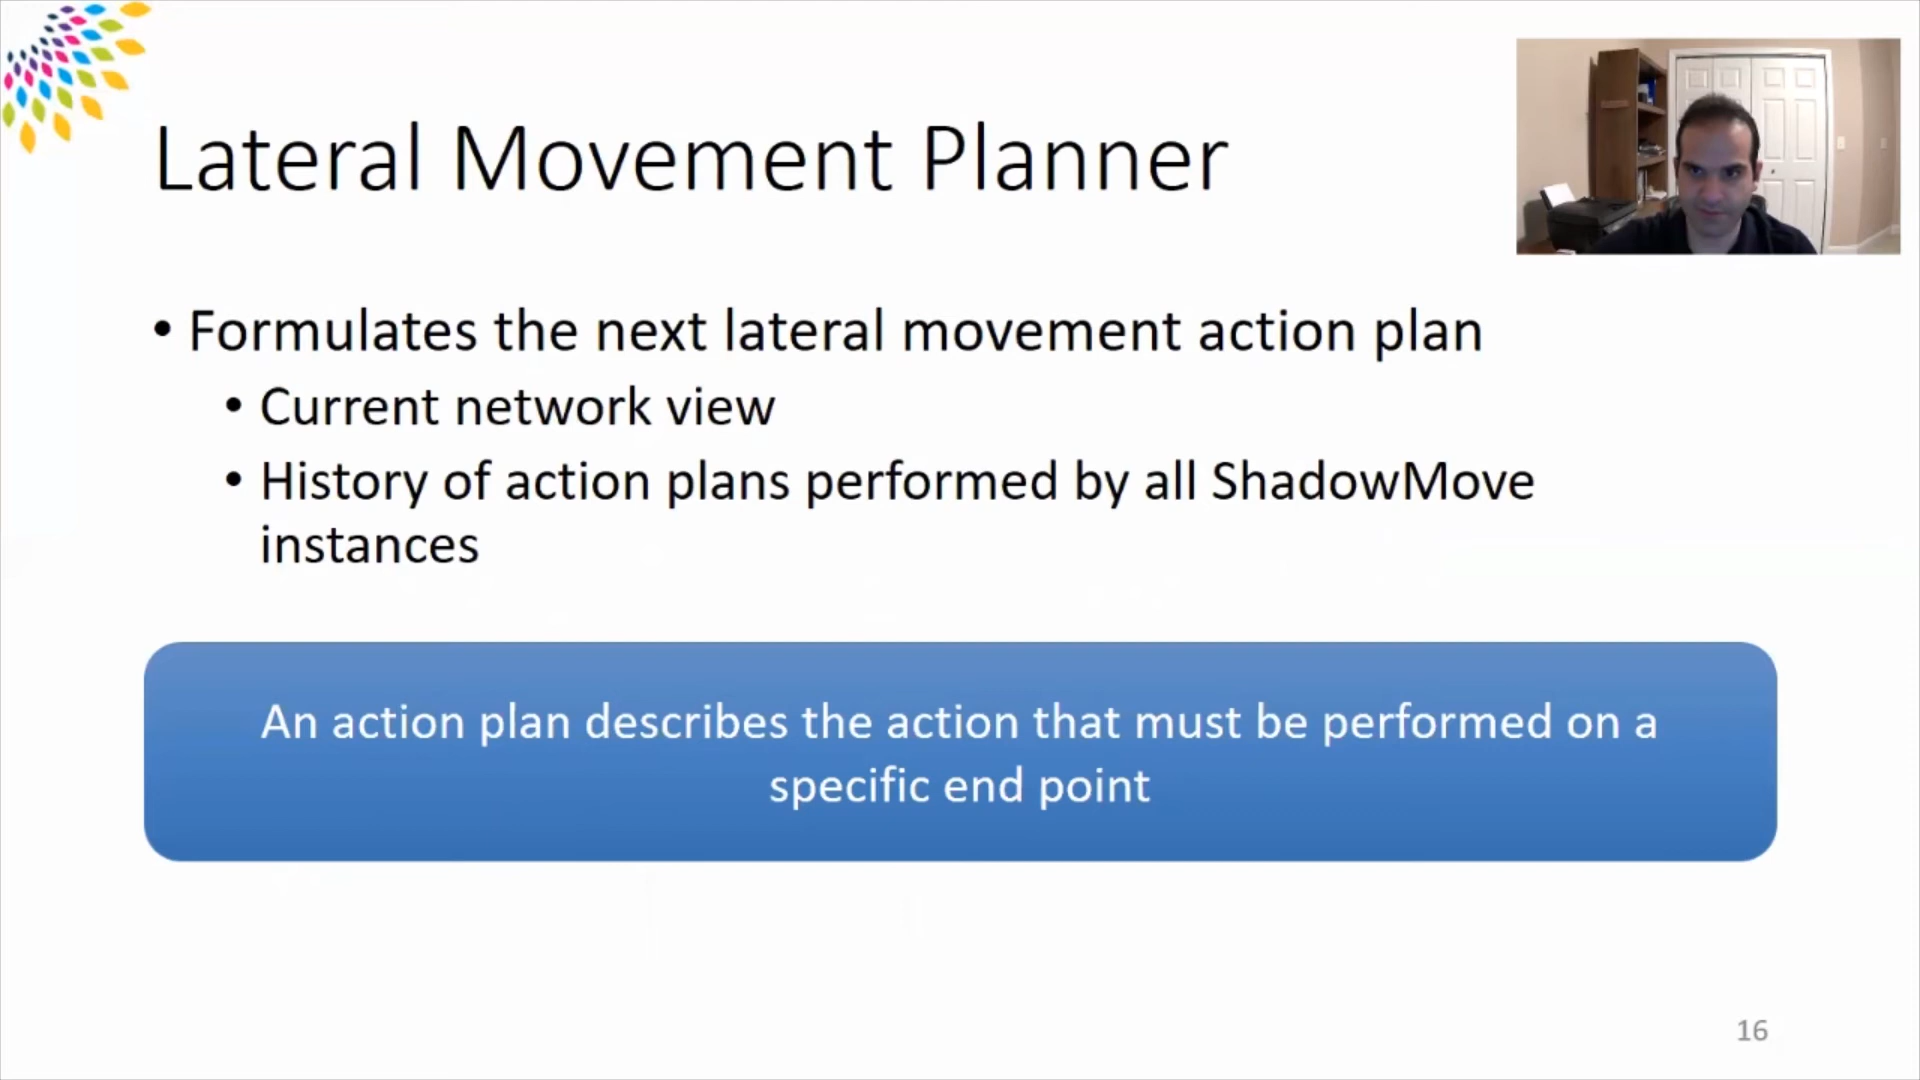 Lateral Movement Planner
• Formulates the next lateral movement action plan
• Current network view
• History of action plans performed by all ShadowMove
instances
An action plan describes the action that must be performed on a
specific end point
16